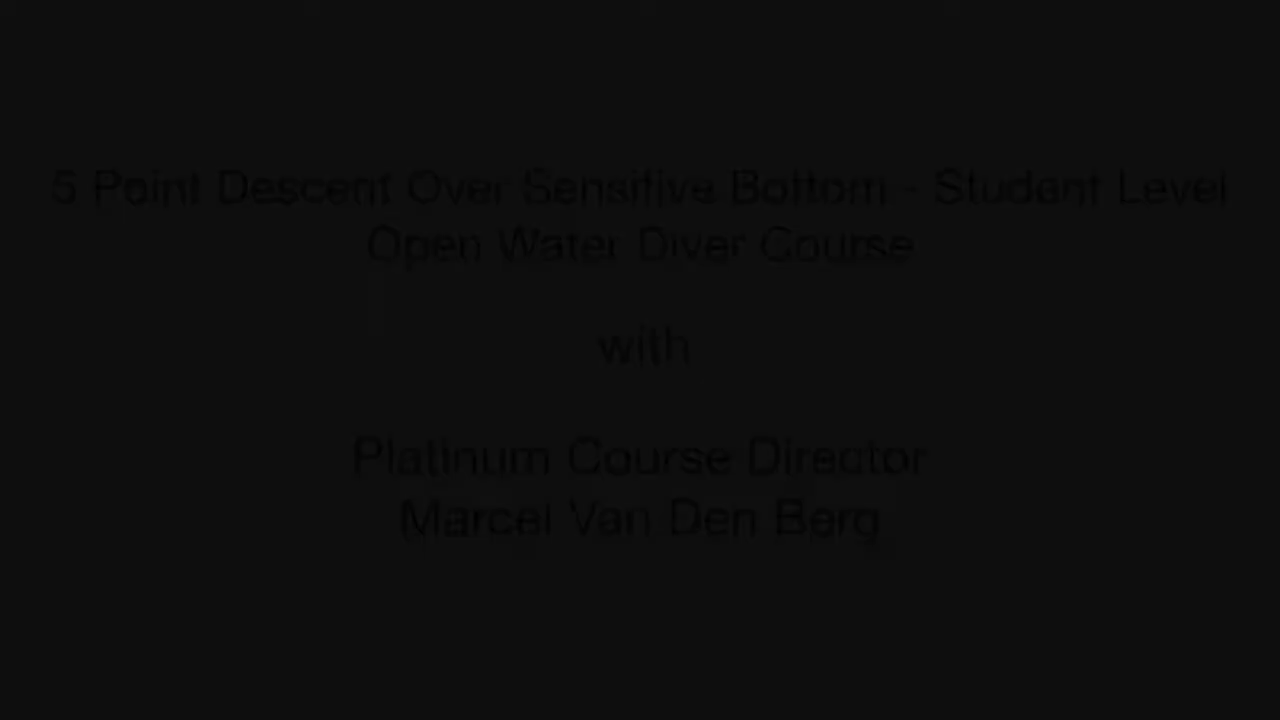 5 Point Descent Over Sensitive Bottom - Student Level
Open Water Diver Course
with
Platinum Course Director
Marcel Van Den Berg